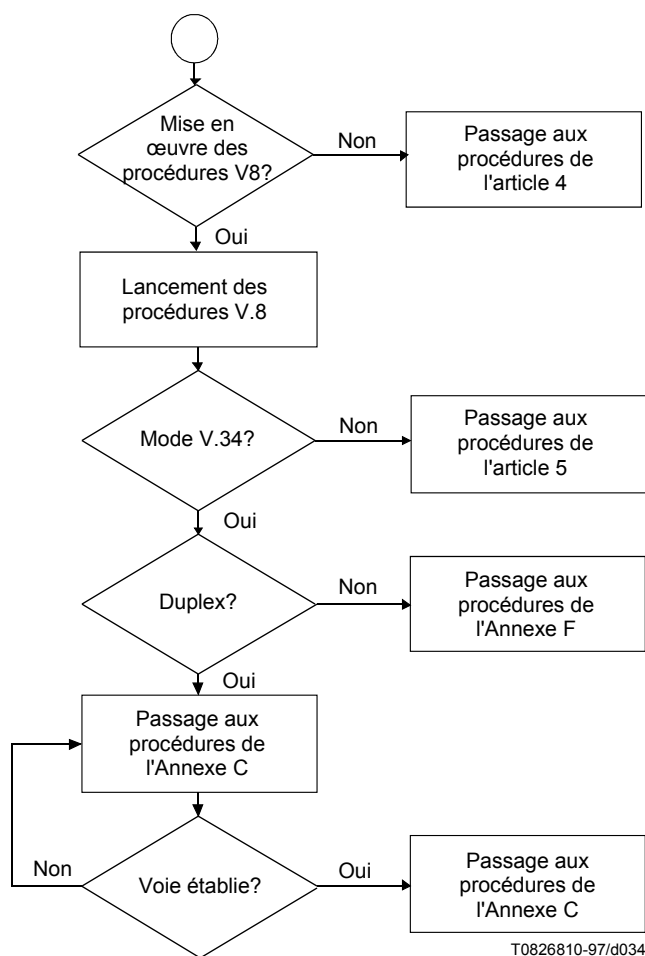 Mise en
œuvre des
procédures V8?
Non
Passage aux
procédures de
l'article 4
Oui
Lancement des
procédures V.8
Mode V.34?
Non
Passage aux
procédures de
l'article 5
Oui
Duplex?
Non
Passage aux
procédures de
l'Annexe F
Oui
Passage aux
procédures de
l'Annexe C
Non
Voie établie?
Oui
Passage aux
procédures de
l'Annexe C
T0826810-97/d034